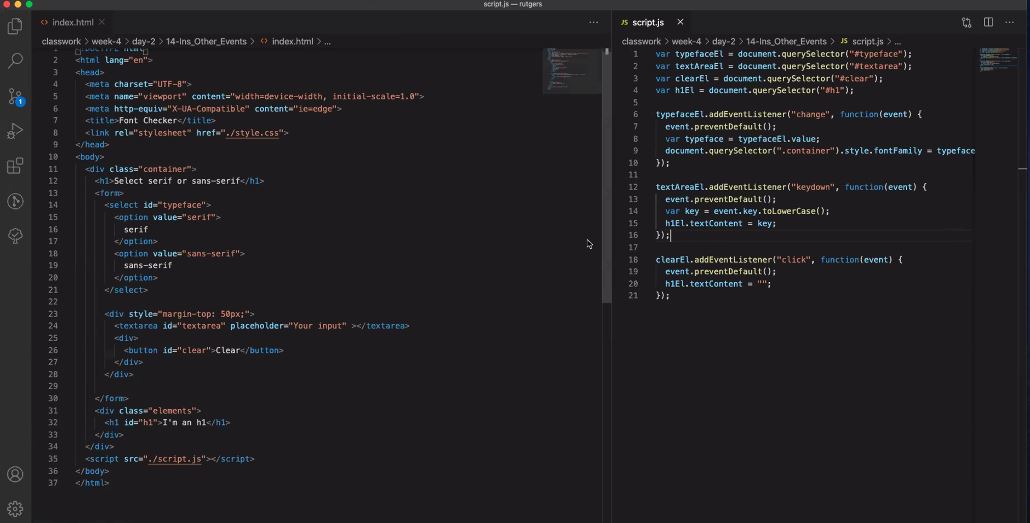 script.js — rutgers
index.html
classwork > week-4 > day-2 > 14-Ins_Other_Events > index.html > ...
<!DOCTYPE html>
2 <html lang="en">
3 <head>
4 <meta charset="UTF-8">
5 <meta name="viewport" content="width=device-width, initial-scale=1.0">
6 <meta http-equiv="X-UA-Compatible" content="ie=edge">
7 <title>Font Checker</title>
8 <link rel="stylesheet" href="./style.css">
9 </head>
10 <body>
11 <div class="container">
12 <h1>Select serif or sans-serif</h1>
13 <form>
14 <select id="typeface">
15 <option value="serif">
16 serif
17 </option>
18 <option value="sans-serif">
19 sans-serif
20 </option>
21 </select>
22
23 <div style="margin-top: 50px;">
24 <textarea id="textarea" placeholder="Your input" ></textarea>
25 <div>
26 <button id="clear">Clear</button>
27 </div>
28 </div>
29
30 </form>
31 <div class="elements">
32 <h1 id="h1">I'm an h1</h1>
33 </div>
34 </div>
35 <script src="./script.js"></script>
36 </body>
37 </html>
JS script.js
classwork > week-4 > day-2 > 14-Ins_Other_Events > JS script.js > ...
1 var typefaceEl = document.querySelector("#typeface");
2 var textAreaEl = document.querySelector("#textarea");
3 var clearEl = document.querySelector("#clear");
4 var h1El = document.querySelector("#h1");
5
6 typefaceEl.addEventListener("change", function(event) {
7 event.preventDefault();
8 var typeface = typefaceEl.value;
9 document.querySelector(".container").style.fontFamily = typeface
10 });
11
12 textAreaEl.addEventListener("keydown", function(event) {
13 event.preventDefault();
14 var key = event.key.toLowerCase();
15 h1El.textContent = key;
16 });
17
18 clearEl.addEventListener("click", function(event) {
19 event.preventDefault();
20 h1El.textContent = "";
21 });
1